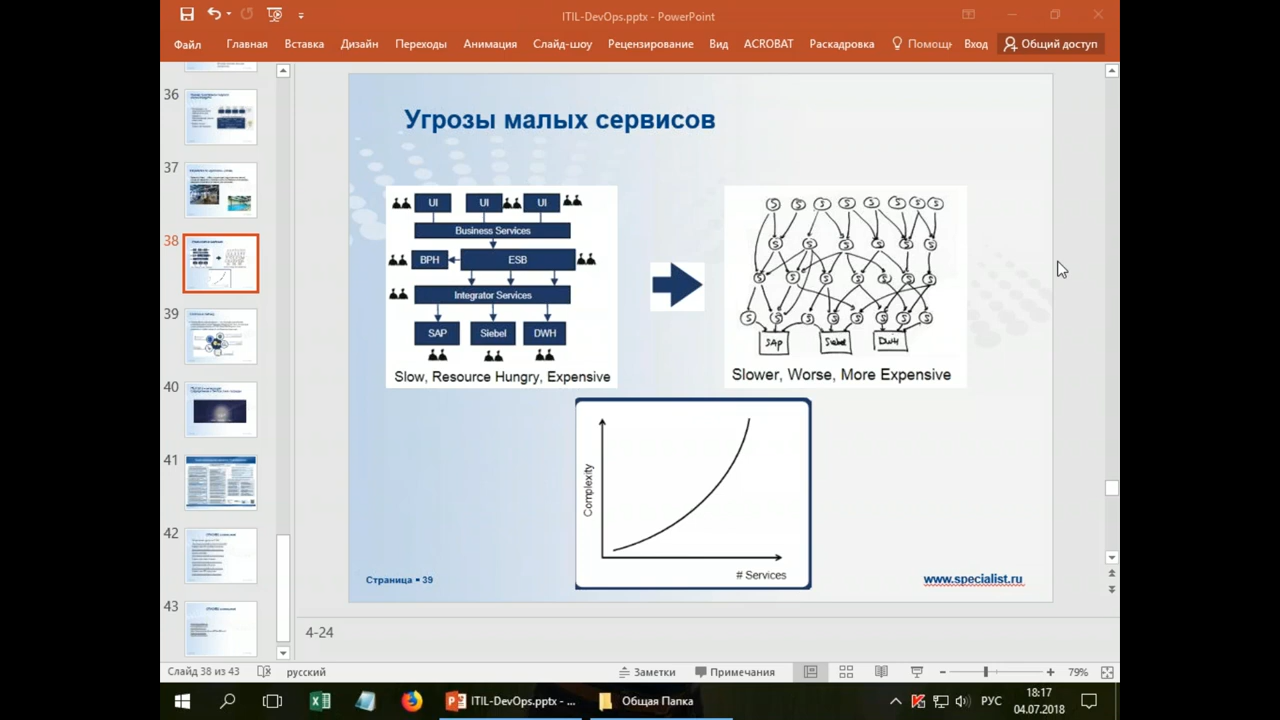 ITIL-DevOps.pptx - PowerPoint
Файл Главная Вставка Дизайн Переходы Анимация Слайд-шоу Рецензирование Вид ACROBAT Раскадровка Помощь Вход Общий доступ
36
37
38
39
40
41
42
43
Угрозы малых сервисов
UI UI UI
Business Services
BPH ESB
Integrator Services
SAP Siebel DWH
Slow, Resource Hungry, Expensive
S S S S S S S S
S S S S S S
S S S S S S S
S S S S S S S S
SAP Siebel DWH
Slower, Worse, More Expensive
Complexity
# Services
Страница ▪ 39
www.specialist.ru
4-24
Слайд 38 из 43 русский Заметки Примечания 79%
ITIL-DevOps.pptx - ... Общая Папка РУС 18:17
04.07.2018